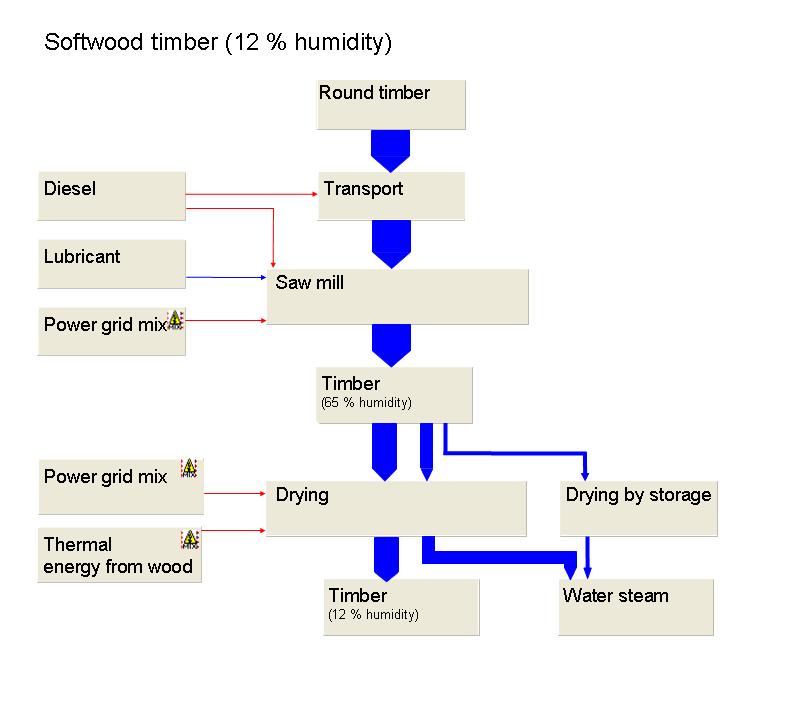 Softwood timber (12 % humidity)
Round timber
Diesel
Transport
Lubricant
Saw mill
Power grid mix
MIX
Timber
(65 % humidity)
Power grid mix
MIX
Drying
Drying by storage
Thermal
energy from wood
MIX
Timber
(12 % humidity)
Water steam